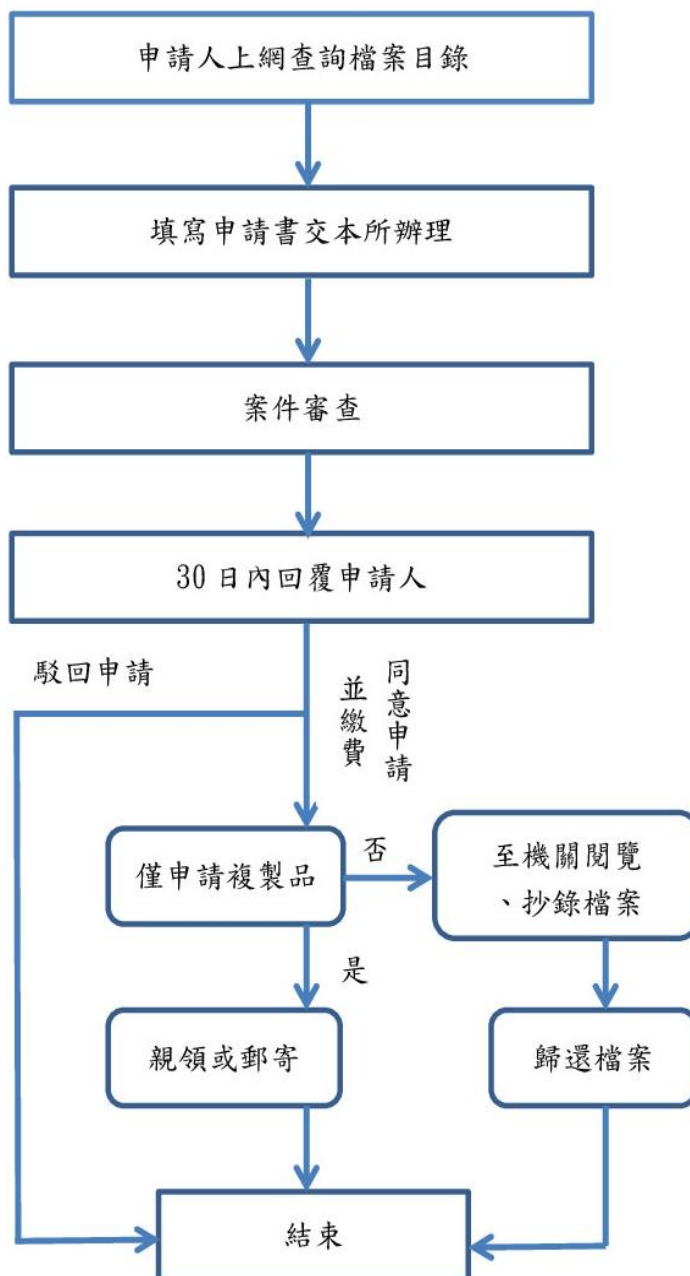 申請人上網查詢檔案目錄
填寫申請書交本所辦理
案件審查
30 日內回覆申請人
駁回申請
同意申請
並繳費
僅申請複製品
否
至機關閱覽
、抄錄檔案
是
親領或郵寄
歸還檔案
結束